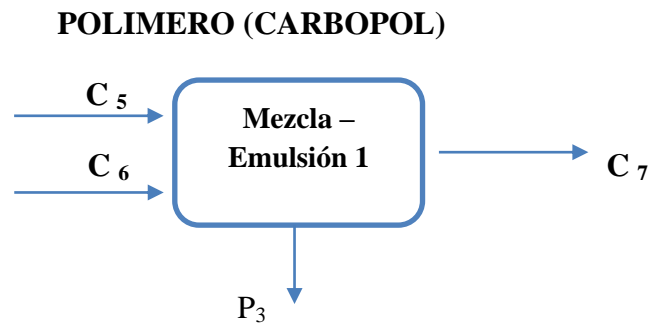 POLIMERO (CARBOPOL)
C 5
C 6
Mezcla –
Emulsión 1
C 7
P3